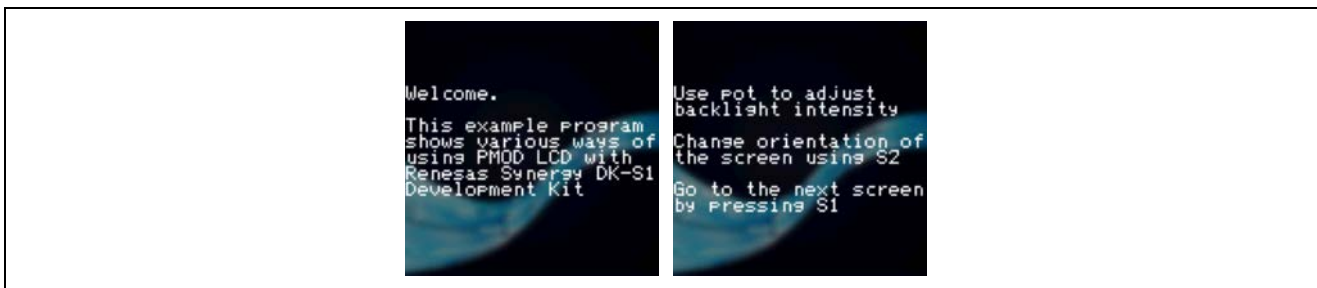 Welcome.
This example program
shows various ways of
using PMOD LCD with
Renesas Synergy DK-S1
Development Kit
Use pot to adjust
backlight intensity
Change orientation of
the screen using S2
Go to the next screen
by pressing S1